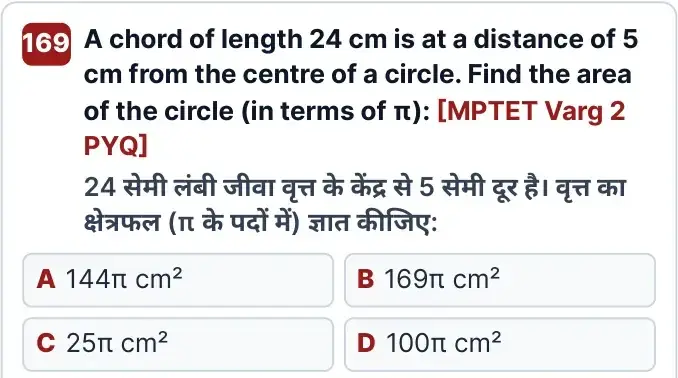 169 A chord of length 24 cm is at a distance of 5
cm from the centre of a circle. Find the area
of the circle (in terms of π): [MPTET Varg 2
PYQ]
24 सेमी लंबी जीवा वृत्त के केंद्र से 5 सेमी दूर है। वृत्त का
क्षेत्रफल (π के पदों में) ज्ञात कीजिए:
A 144π cm² B 169π cm²
C 25π cm² D 100π cm²